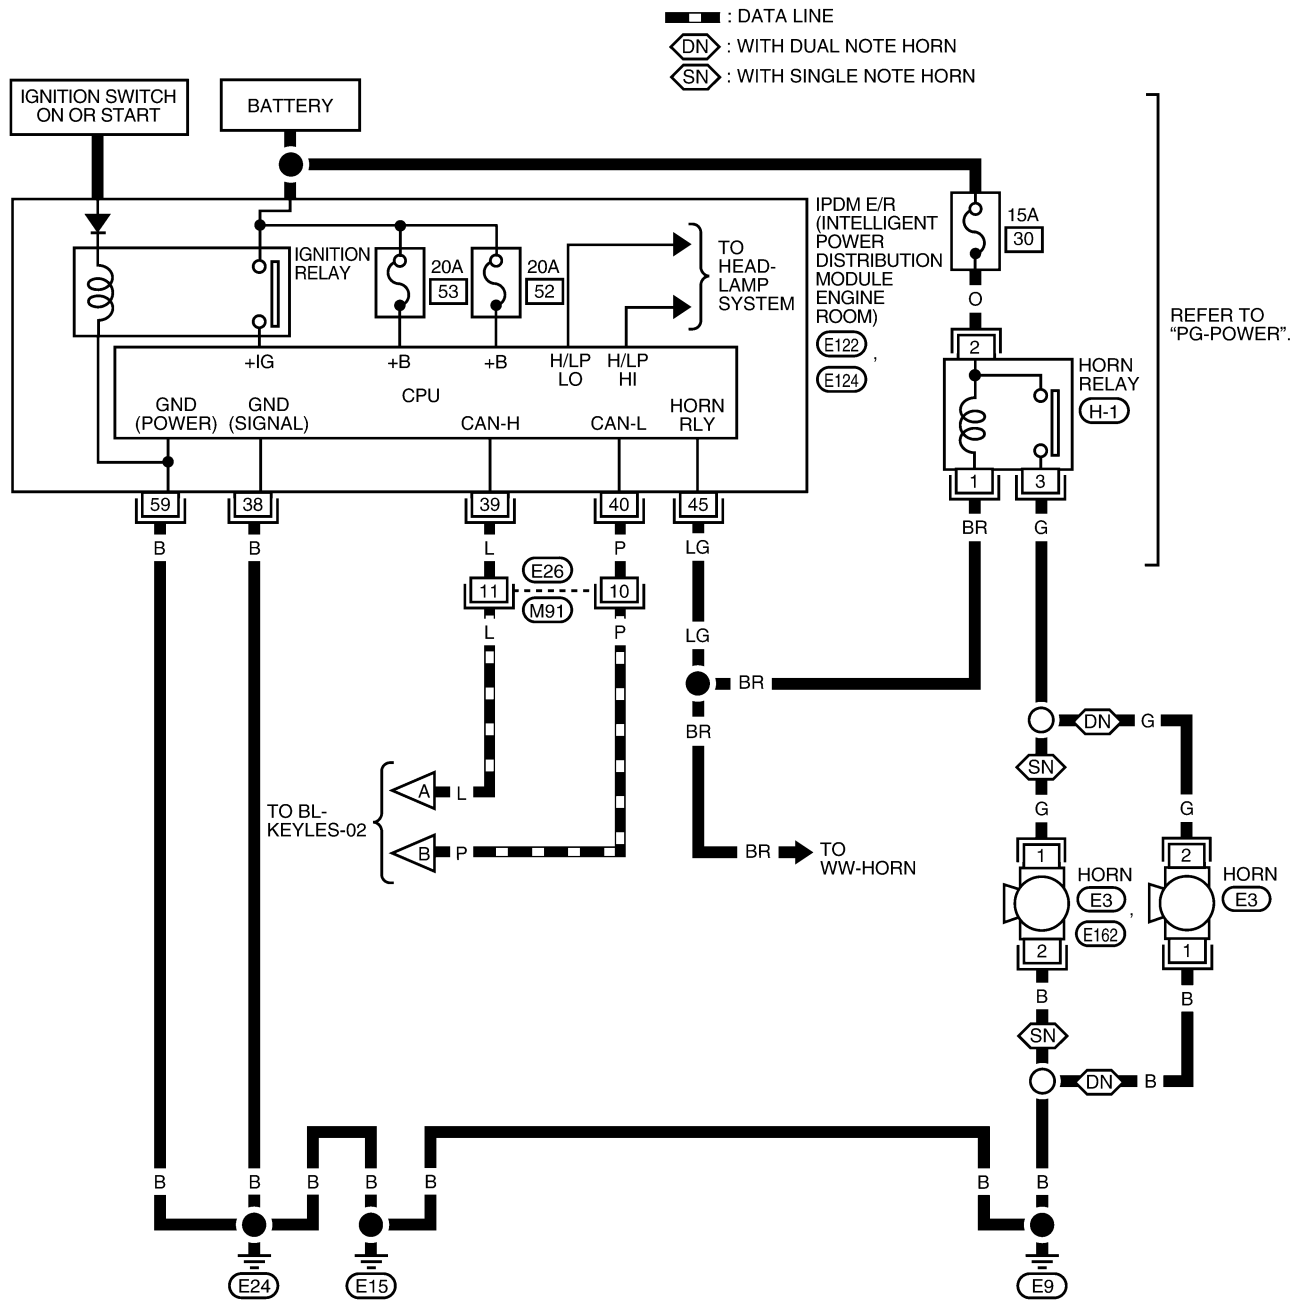 : DATA LINE
DN : WITH DUAL NOTE HORN
SN : WITH SINGLE NOTE HORN
IGNITION SWITCH
ON OR START
BATTERY
IPDM E/R
(INTELLIGENT
POWER
DISTRIBUTION
MODULE
ENGINE
ROOM)
E122 ,
E124
15A
30
IGNITION
RELAY
20A
53
20A
52
TO
HEAD-
LAMP
SYSTEM
O
2
REFER TO
“PG-POWER”.
HORN
RELAY
H-1
+IG
+B
+B
H/LP
LO
H/LP
HI
CPU
GND
(POWER)
GND
(SIGNAL)
CAN-H
CAN-L
HORN
RLY
59
38
39
40
45
1
3
B
B
L
P
LG
BR
G
11
E26
M91
10
L
P
LG
BR
BR
DN
G
SN
A
L
TO BL-
KEYLES-02
B
P
BR
TO
WW-HORN
G
G
1
2
HORN
E3 ,
E162
HORN
E3
2
1
B
B
SN
DN
B
B
B
B
B
B
B
B
E24
E15
E9